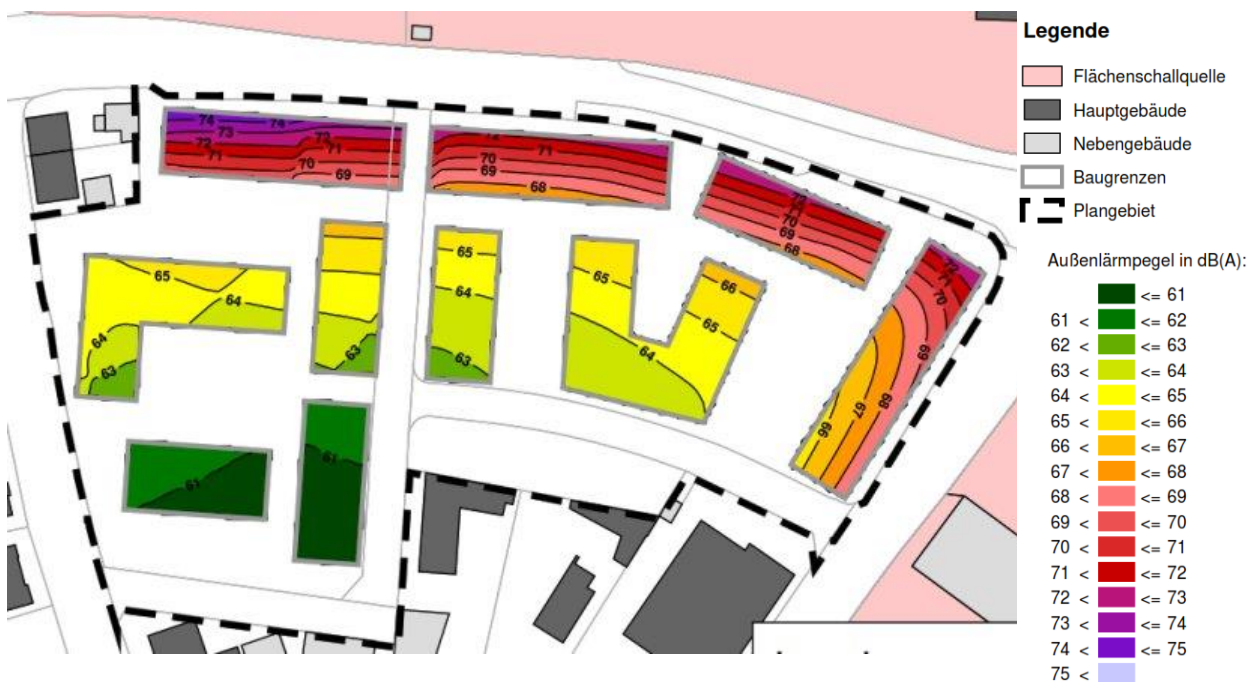 Legende
Flächenschallquelle
Hauptgebäude
Nebengebäude
Baugrenzen
Plangebiet
Außenlärmpegel in dB(A):
<= 61
61 < <= 62
62 < <= 63
63 < <= 64
64 < <= 65
65 < <= 66
66 < <= 67
67 < <= 68
68 < <= 69
69 < <= 70
70 < <= 71
71 < <= 72
72 < <= 73
73 < <= 74
74 < <= 75
75 <
74 74
73 73
72 71
71 70 69
71
70
69
68
72
70
69
68
71
70
69
68
67
66
65
64
64
63
63
65
64
63
65
66
65
64
61
61